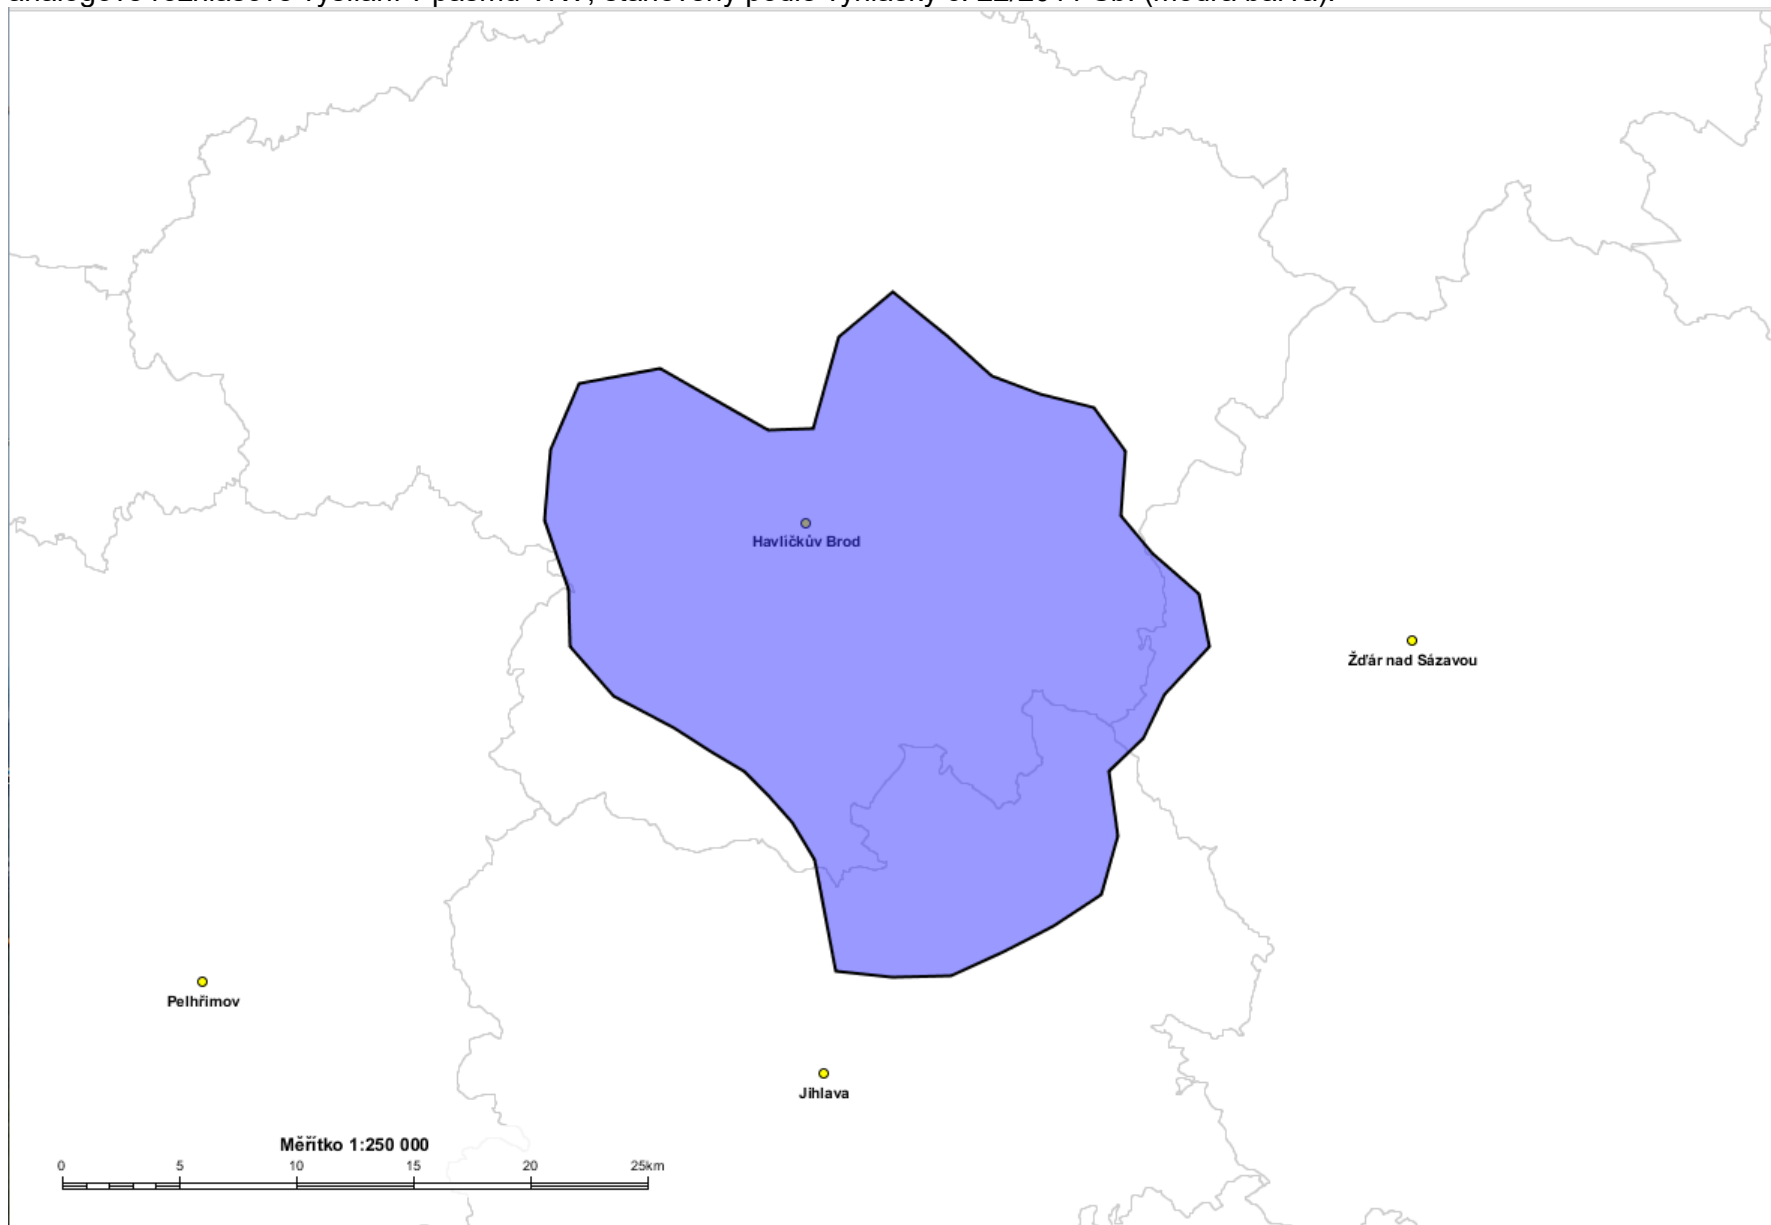 Havlíčkův Brod
Žďár nad Sázavou
Pelhřimov
Jihlava
Měřítko 1:250 000
0 5 10 15 20 25km